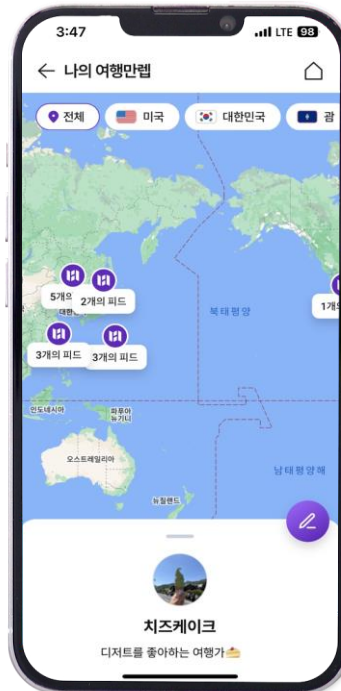 3:47 LTE 98
← 나의 여행만렙
전체 미국 대한민국 괌
5개의 2개의 피드
대한
북태평양
1개
3개의 피드 3개의 피드
인도네시아 파푸아
뉴기니
오스트레일리아
남태평양해
뉴질랜드
치즈케이크
디저트를 좋아하는 여행가🍰